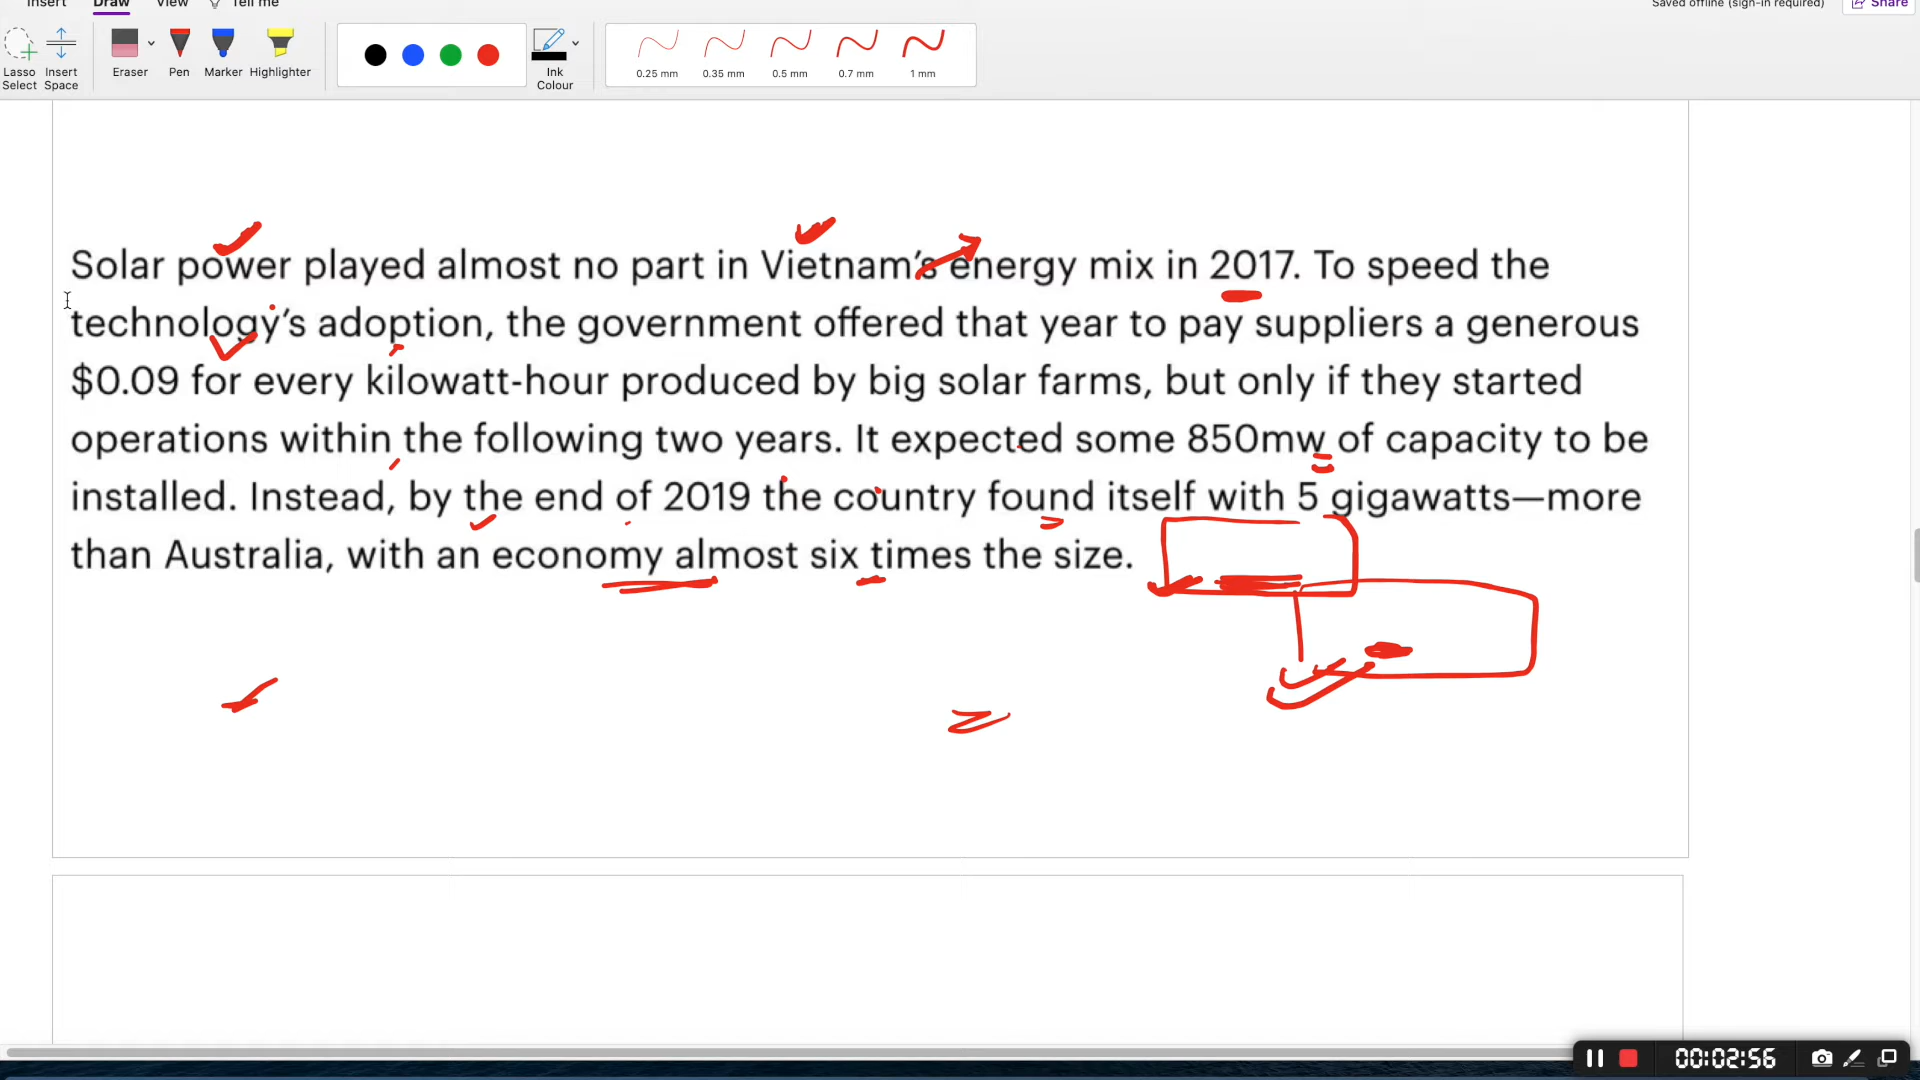 Insert Draw View Tell me Saved offline (sign-in required) Share
Lasso Select Insert Space Eraser Pen Marker Highlighter Ink Colour 0.25 mm 0.35 mm 0.5 mm 0.7 mm 1 mm
Solar power played almost no part in Vietnam's energy mix in 2017. To speed the
technology's adoption, the government offered that year to pay suppliers a generous
$0.09 for every kilowatt-hour produced by big solar farms, but only if they started
operations within the following two years. It expected some 850mw of capacity to be
installed. Instead, by the end of 2019 the country found itself with 5 gigawatts—more
than Australia, with an economy almost six times the size.
00:02:56